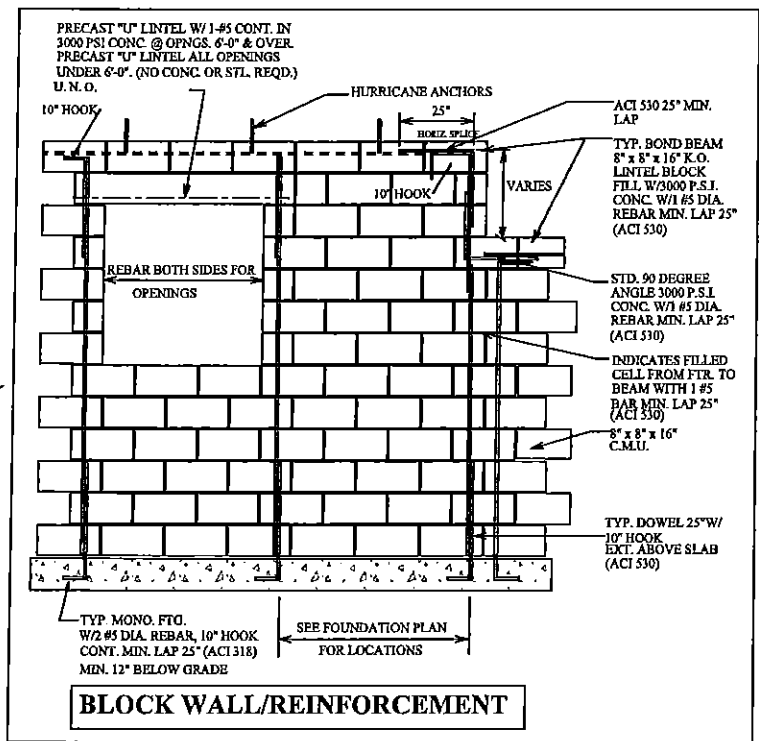 PRECAST "U" LINTEL W/ 1-#5 CONT. IN
3000 PSI CONC. @ OPNGS. 6'-0" & OVER.
PRECAST "U" LINTEL ALL OPENINGS
UNDER 6'-0". (NO CONC. OR STL. REQD.)
U.N.O.
10" HOOK
HURRICANE ANCHORS
25"
HORIZ. SPLICE
10" HOOK
VARIES
ACI 530 25" MIN.
LAP
TYP. BOND BEAM
8" x 8" x 16" K.O.
LINTEL BLOCK
FILL W/3000 P.S.I.
CONC. W/1 #5 DIA.
REBAR MIN. LAP 25"
(ACI 530)
REBAR BOTH SIDES FOR
OPENINGS
STD. 90 DEGREE
ANGLE 3000 P.S.I.
CONC. W/1 #5 DIA.
REBAR MIN. LAP 25"
(ACI 530)
INDICATES FILLED
CELL FROM FTR. TO
BEAM WITH 1 #5
BAR MIN. LAP 25"
(ACI 530)
8" x 8" x 16"
C.M.U.
TYP. DOWEL 25"W/
10" HOOK
EXT. ABOVE SLAB
(ACI 530)
TYP. MONO. FTG.
W/2 #5 DIA. REBAR, 10" HOOK
CONT. MIN. LAP 25" (ACI 318)
MIN. 12" BELOW GRADE
SEE FOUNDATION PLAN
FOR LOCATIONS
BLOCK WALL/REINFORCEMENT